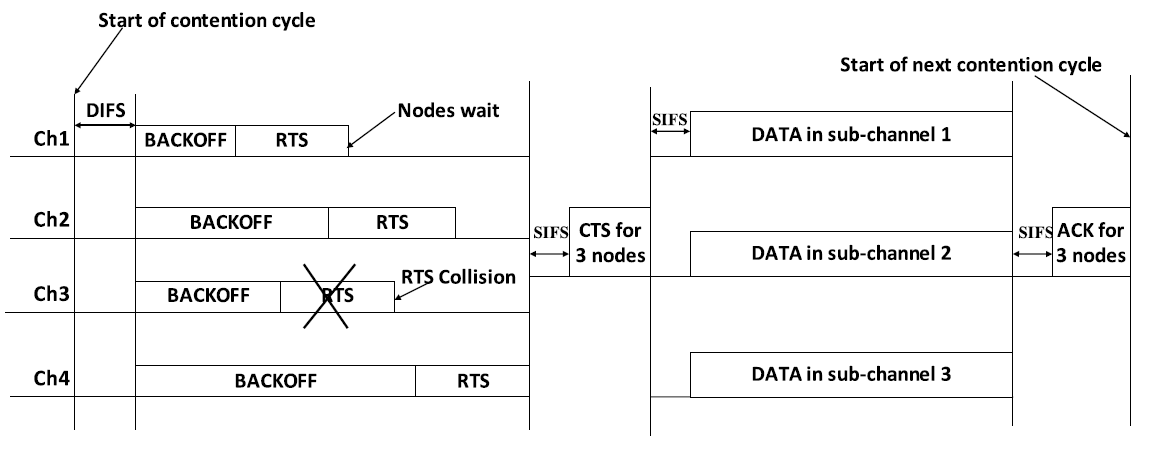 Start of contention cycle
Start of next contention cycle
DIFS
Nodes wait
SIFS
Ch1
BACKOFF
RTS
DATA in sub-channel 1
Ch2
BACKOFF
RTS
SIFS
CTS for
3 nodes
DATA in sub-channel 2
SIFS
ACK for
3 nodes
RTS Collision
Ch3
BACKOFF
RTS
Ch4
BACKOFF
RTS
DATA in sub-channel 3